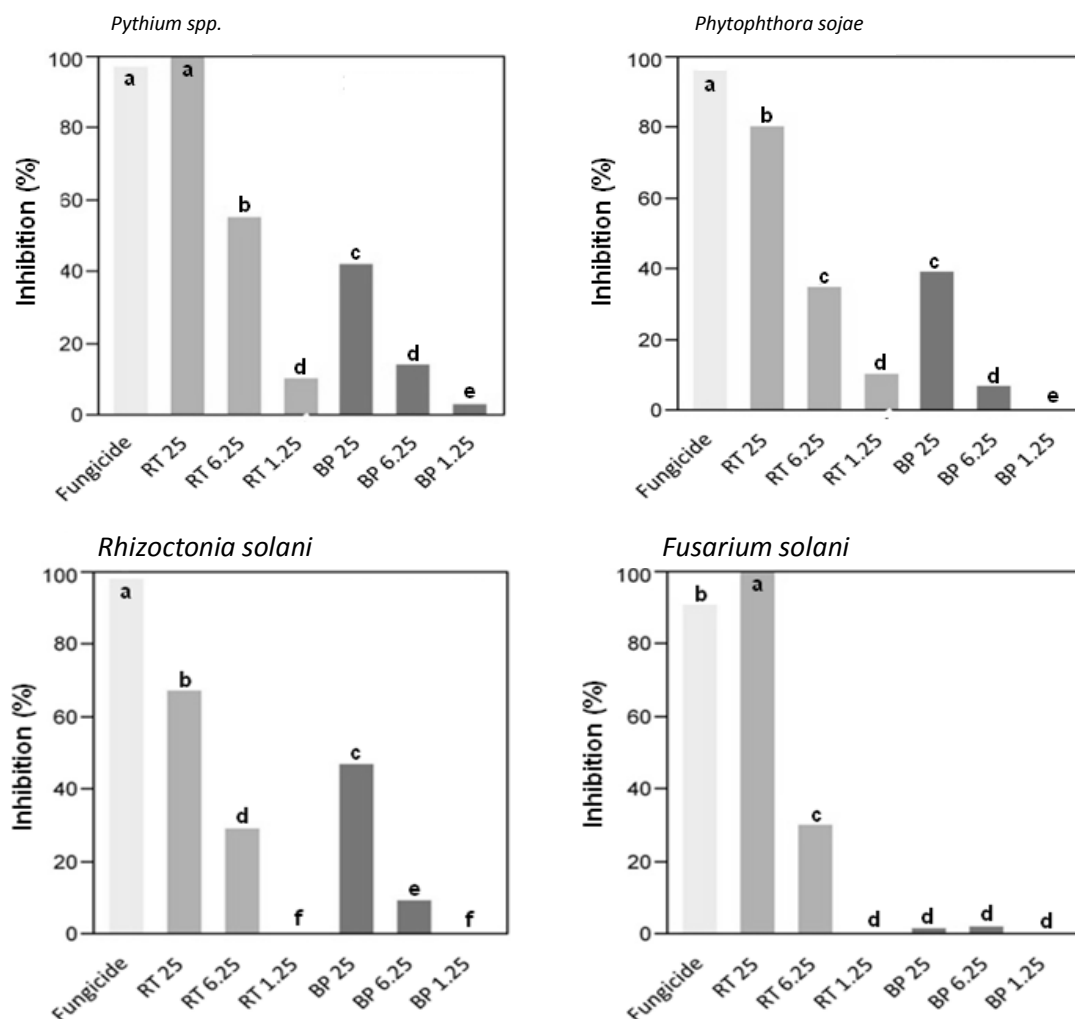 Pythium spp.
Inhibition (%)
100
80
60
40
20
0
a
a
b
d
c
d
e
Fungicide
RT 25
RT 6.25
RT 1.25
BP 25
BP 6.25
BP 1.25
Phytophthora sojae
Inhibition (%)
100
80
60
40
20
0
a
b
c
d
c
d
e
Fungicide
RT 25
RT 6.25
RT 1.25
BP 25
BP 6.25
BP 1.25
Rhizoctonia solani
Inhibition (%)
100
80
60
40
20
0
a
b
d
f
c
e
f
Fungicide
RT 25
RT 6.25
RT 1.25
BP 25
BP 6.25
BP 1.25
Fusarium solani
Inhibition (%)
100
80
60
40
20
0
b
a
c
d
d
d
d
Fungicide
RT 25
RT 6.25
RT 1.25
BP 25
BP 6.25
BP 1.25